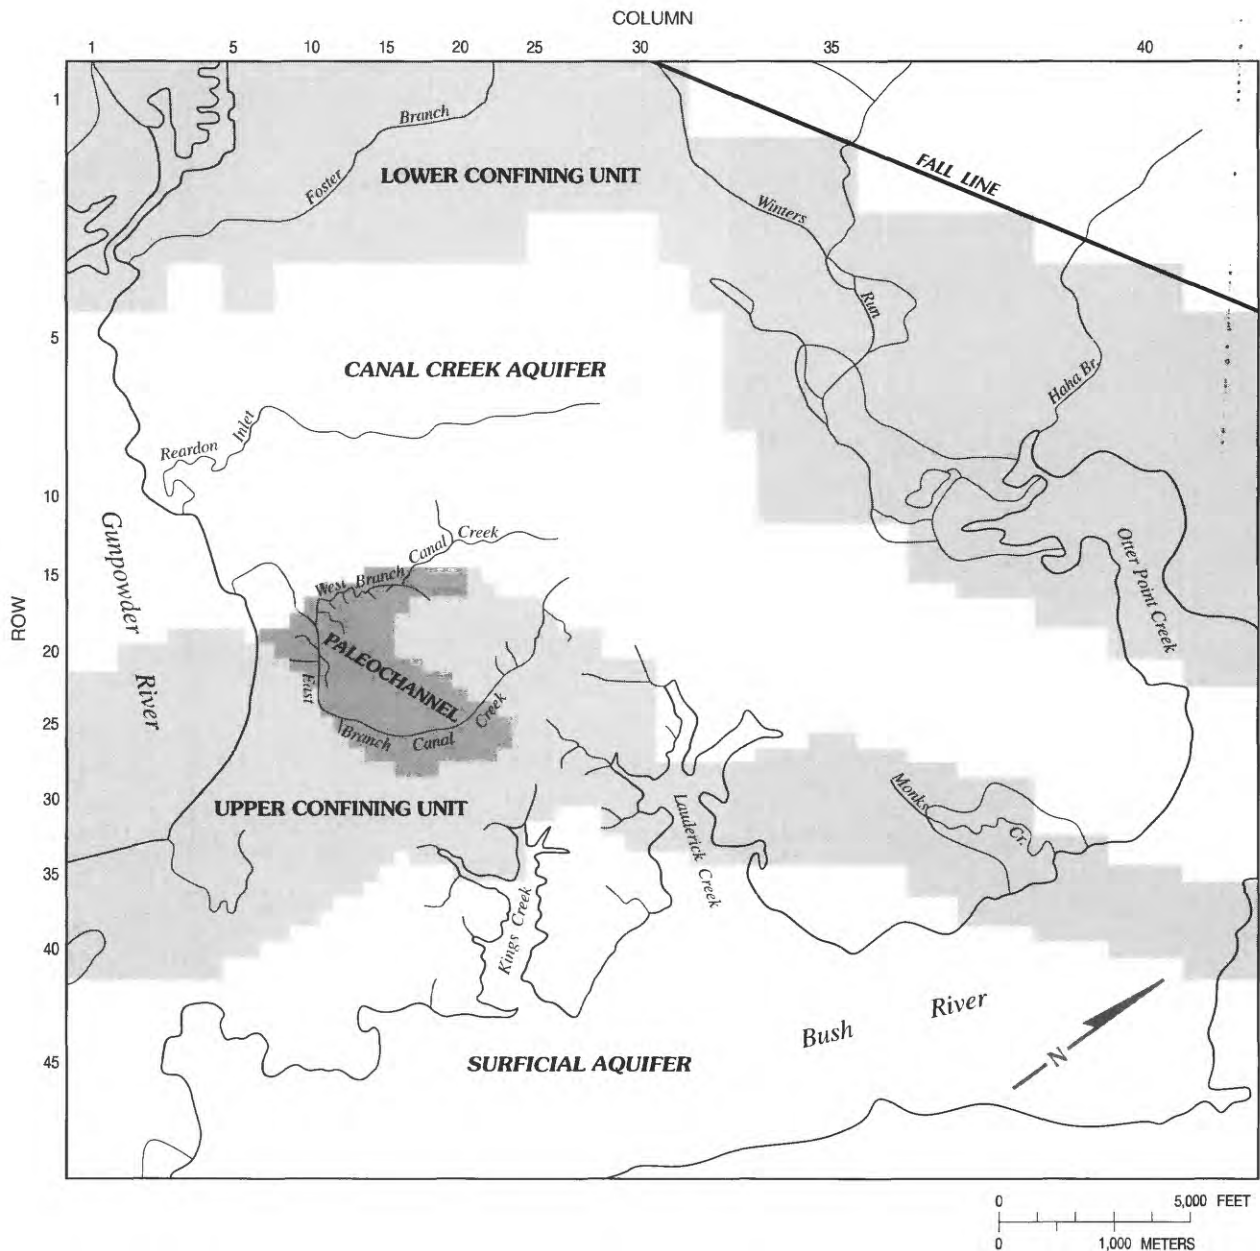 COLUMN
1 5 10 15 20 25 30 35 40
ROW
1
5
10
15
20
25
30
35
40
45
Foster Branch
LOWER CONFINING UNIT
FALL LINE
Winters Run
CANAL CREEK AQUIFER
Haha Br.
Reardon Inlet
Gunpowder River
West Branch Canal Creek
Otter Point Creek
PALEOCHANNEL
East Branch Canal Creek
UPPER CONFINING UNIT
Monks Cr.
Lauderick Creek
Kings Creek
Bush River
N
SURFICIAL AQUIFER
0 5,000 FEET
0 1,000 METERS